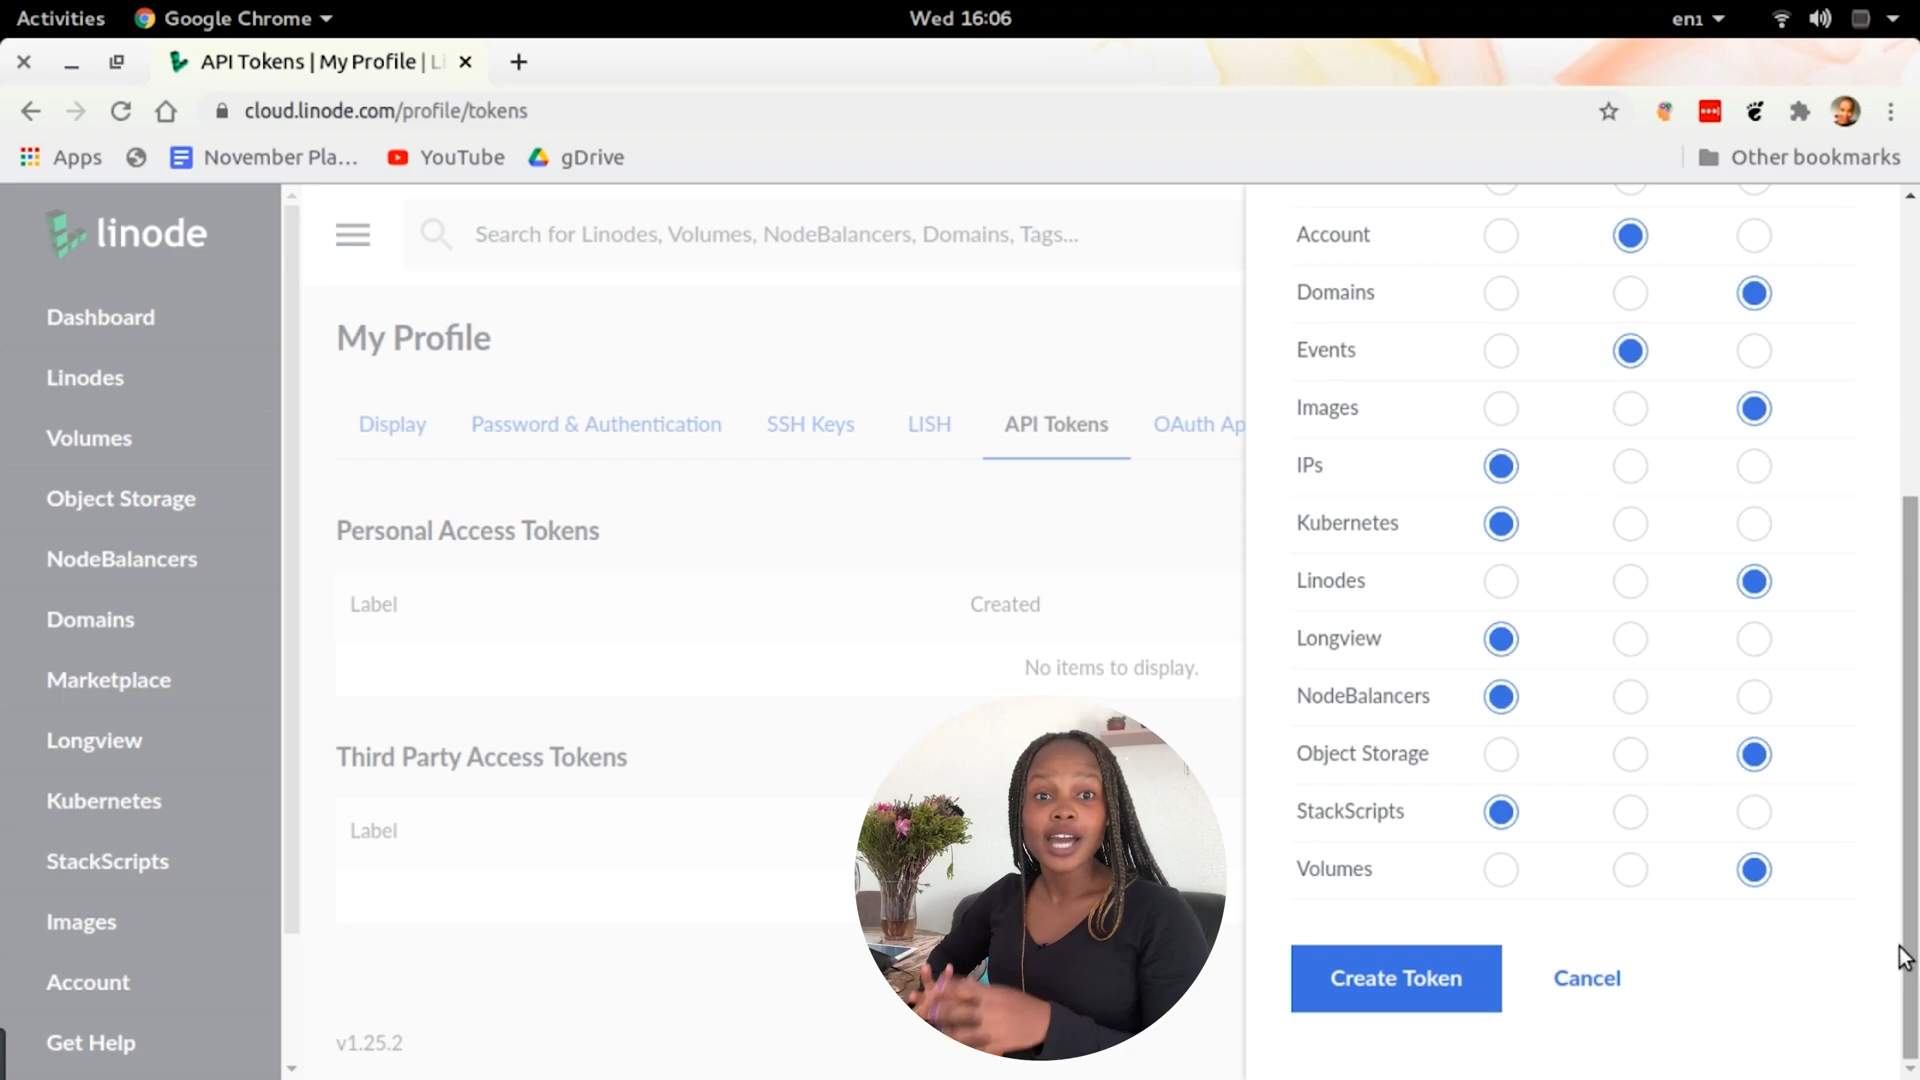 Activities
Google Chrome
Wed 16:06
en1
API Tokens | My Profile | Li
cloud.linode.com/profile/tokens
Apps
November Pla...
YouTube
gDrive
Other bookmarks
linode
Dashboard
Linodes
Volumes
Object Storage
NodeBalancers
Domains
Marketplace
Longview
Kubernetes
StackScripts
Images
Account
Get Help
Search for Linodes, Volumes, NodeBalancers, Domains, Tags...
My Profile
Display
Password & Authentication
SSH Keys
LISH
API Tokens
OAuth Ap
Personal Access Tokens
Label
Created
No items to display.
Third Party Access Tokens
Label
v1.25.2
Account
Domains
Events
Images
IPs
Kubernetes
Linodes
Longview
NodeBalancers
Object Storage
StackScripts
Volumes
Create Token
Cancel